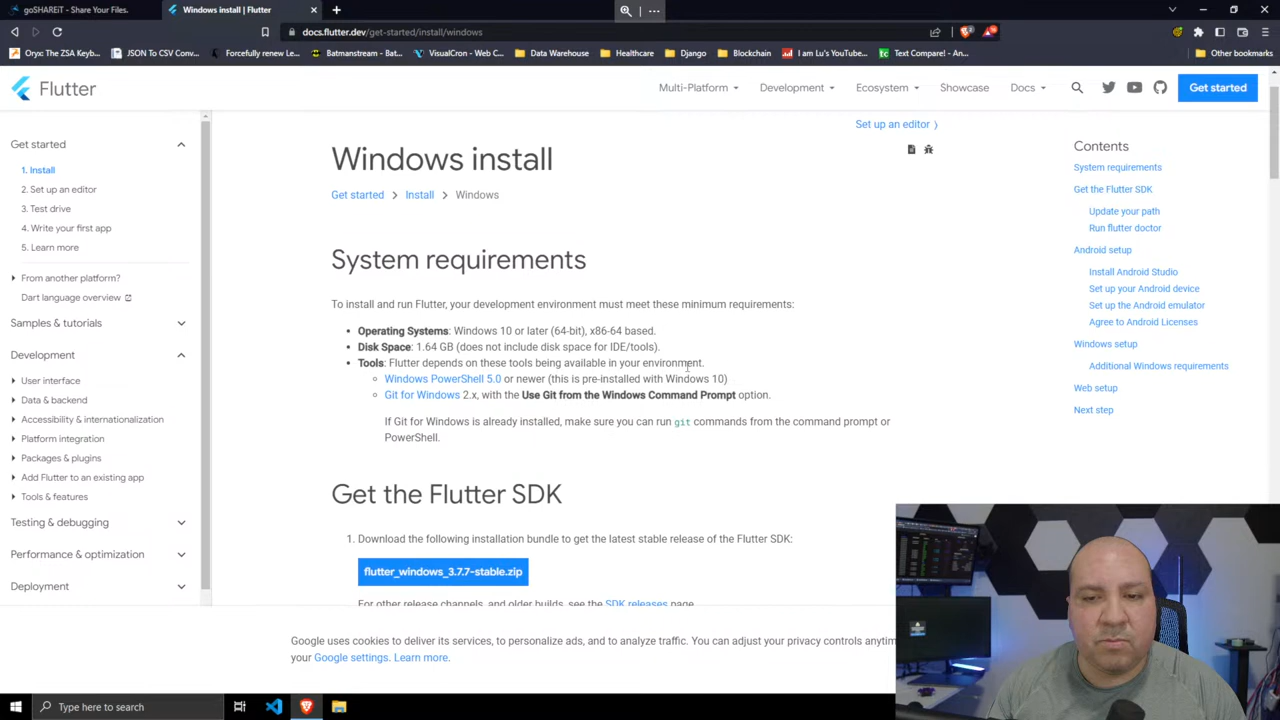 goSHAREiT - Share Your Files.
Windows install | Flutter
docs.flutter.dev/get-started/install/windows
Oryc The ZSA Keyb...
JSON To CSV Conv...
Forcefully renew Le...
Batmanstream - Bat...
VisualCron - Web C...
Data Warehouse
Healthcare
Django
Blockchain
I am Lu's YouTube...
Text Compare! - An...
Other bookmarks
Flutter
Multi-Platform
Development
Ecosystem
Showcase
Docs
Get started
Get started
1. Install
2. Set up an editor
3. Test drive
4. Write your first app
5. Learn more
From another platform?
Dart language overview
Samples & tutorials
Development
User interface
Data & backend
Accessibility & internationalization
Platform integration
Packages & plugins
Add Flutter to an existing app
Tools & features
Testing & debugging
Performance & optimization
Deployment
Set up an editor
Windows install
Get started > Install > Windows
System requirements
To install and run Flutter, your development environment must meet these minimum requirements:
• Operating Systems: Windows 10 or later (64-bit), x86-64 based.
• Disk Space: 1.64 GB (does not include disk space for IDE/tools).
• Tools: Flutter depends on these tools being available in your environment.
Windows PowerShell 5.0 or newer (this is pre-installed with Windows 10)
Git for Windows 2.x, with the Use Git from the Windows Command Prompt option.
If Git for Windows is already installed, make sure you can run git commands from the command prompt or
PowerShell.
Get the Flutter SDK
1. Download the following installation bundle to get the latest stable release of the Flutter SDK:
flutter_windows_3.7.7-stable.zip
For other release channels, and older builds, see the SDK releases page.
Contents
System requirements
Get the Flutter SDK
Update your path
Run flutter doctor
Android setup
Install Android Studio
Set up your Android device
Set up the Android emulator
Agree to Android Licenses
Windows setup
Additional Windows requirements
Web setup
Next step
Google uses cookies to deliver its services, to personalize ads, and to analyze traffic. You can adjust your privacy controls anytim
your Google settings. Learn more.
Type here to search